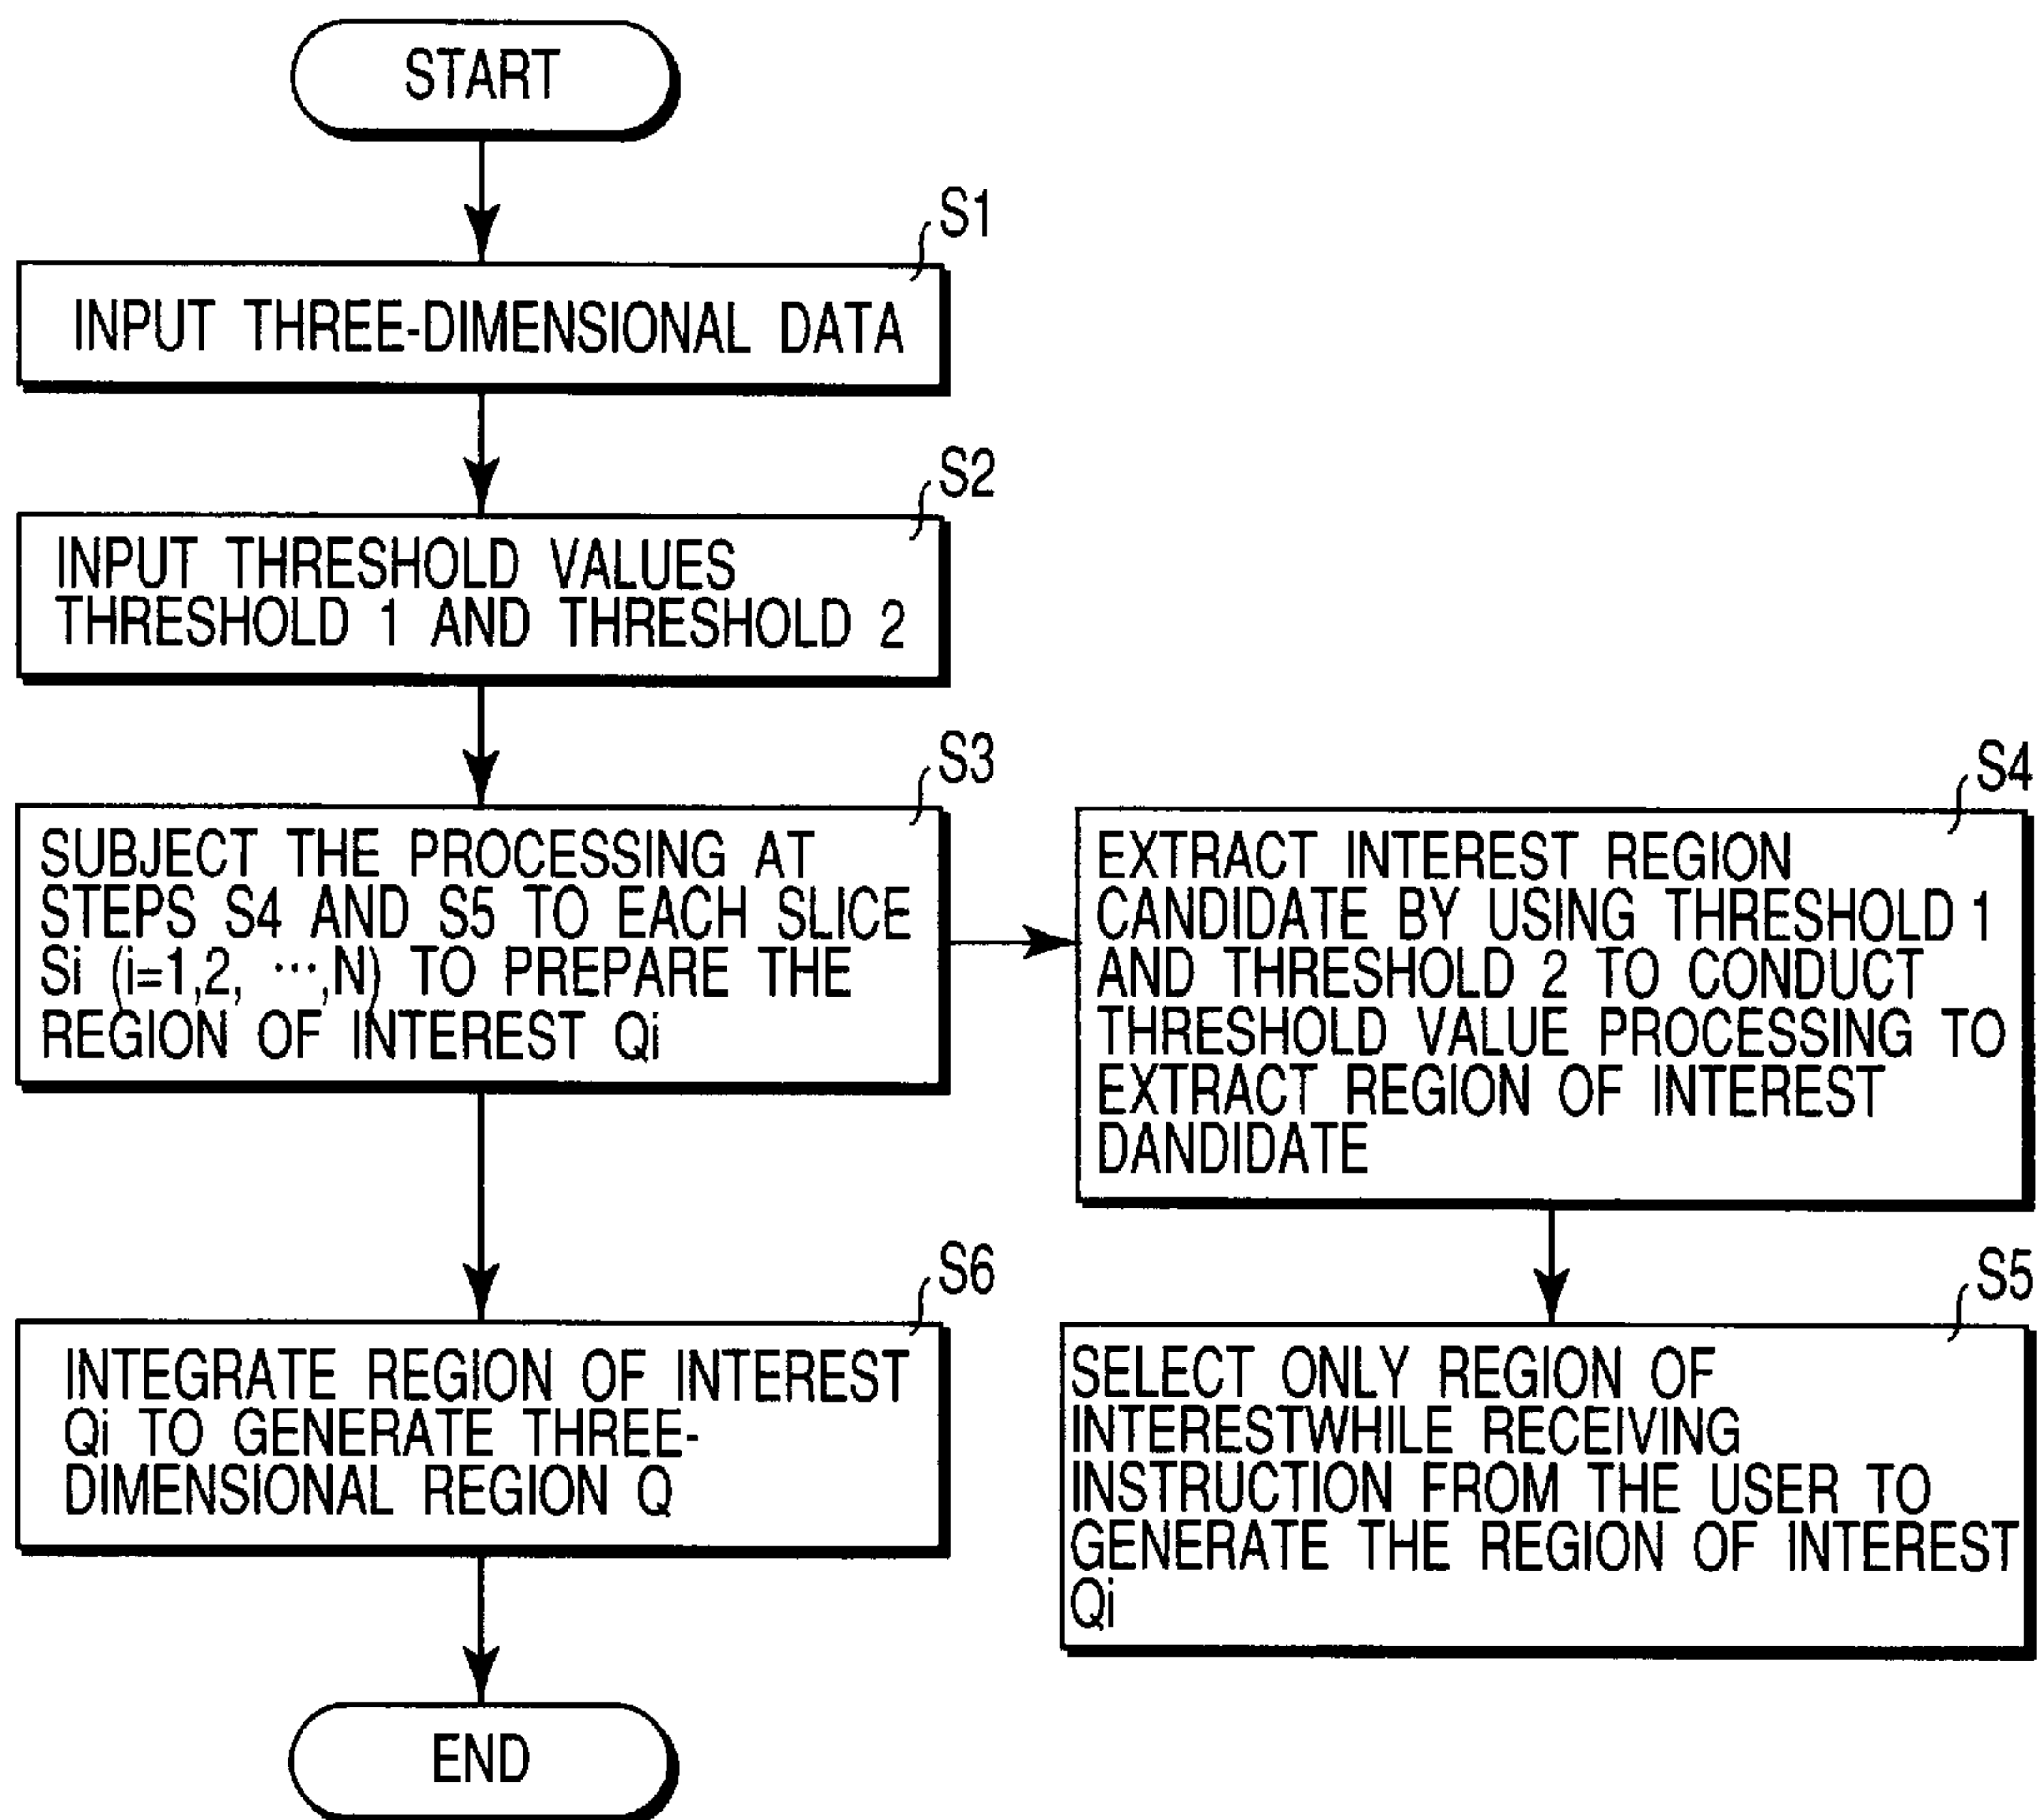 START
S1
INPUT THREE-DIMENSIONAL DATA
S2
INPUT THRESHOLD VALUES
THRESHOLD 1 AND THRESHOLD 2
S3
SUBJECT THE PROCESSING AT
STEPS S4 AND S5 TO EACH SLICE
Si (i=1,2, ⋯,N) TO PREPARE THE
REGION OF INTEREST Qi
S4
EXTRACT INTEREST REGION
CANDIDATE BY USING THRESHOLD 1
AND THRESHOLD 2 TO CONDUCT
THRESHOLD VALUE PROCESSING TO
EXTRACT REGION OF INTEREST
DANDIDATE
S5
SELECT ONLY REGION OF
INTERESTWHILE RECEIVING
INSTRUCTION FROM THE USER TO
GENERATE THE REGION OF INTEREST
Qi
S6
INTEGRATE REGION OF INTEREST
Qi TO GENERATE THREE-
DIMENSIONAL REGION Q
END